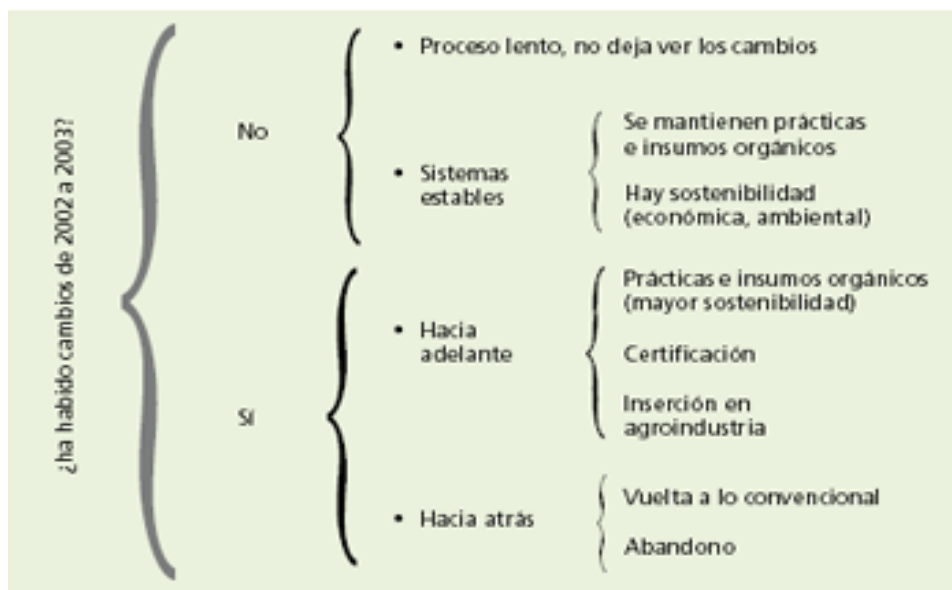 ¿ha habido cambios de 2002 a 2003?
No
• Proceso lento, no deja ver los cambios
• Sistemas
estables
Se mantienen prácticas
e insumos orgánicos
Hay sostenibilidad
(económica, ambiental)
Sí
• Hacia
adelante
Prácticas e insumos orgánicos
(mayor sostenibilidad)
Certificación
Inserción en
agroindustria
• Hacia atrás
Vuelta a lo convencional
Abandono